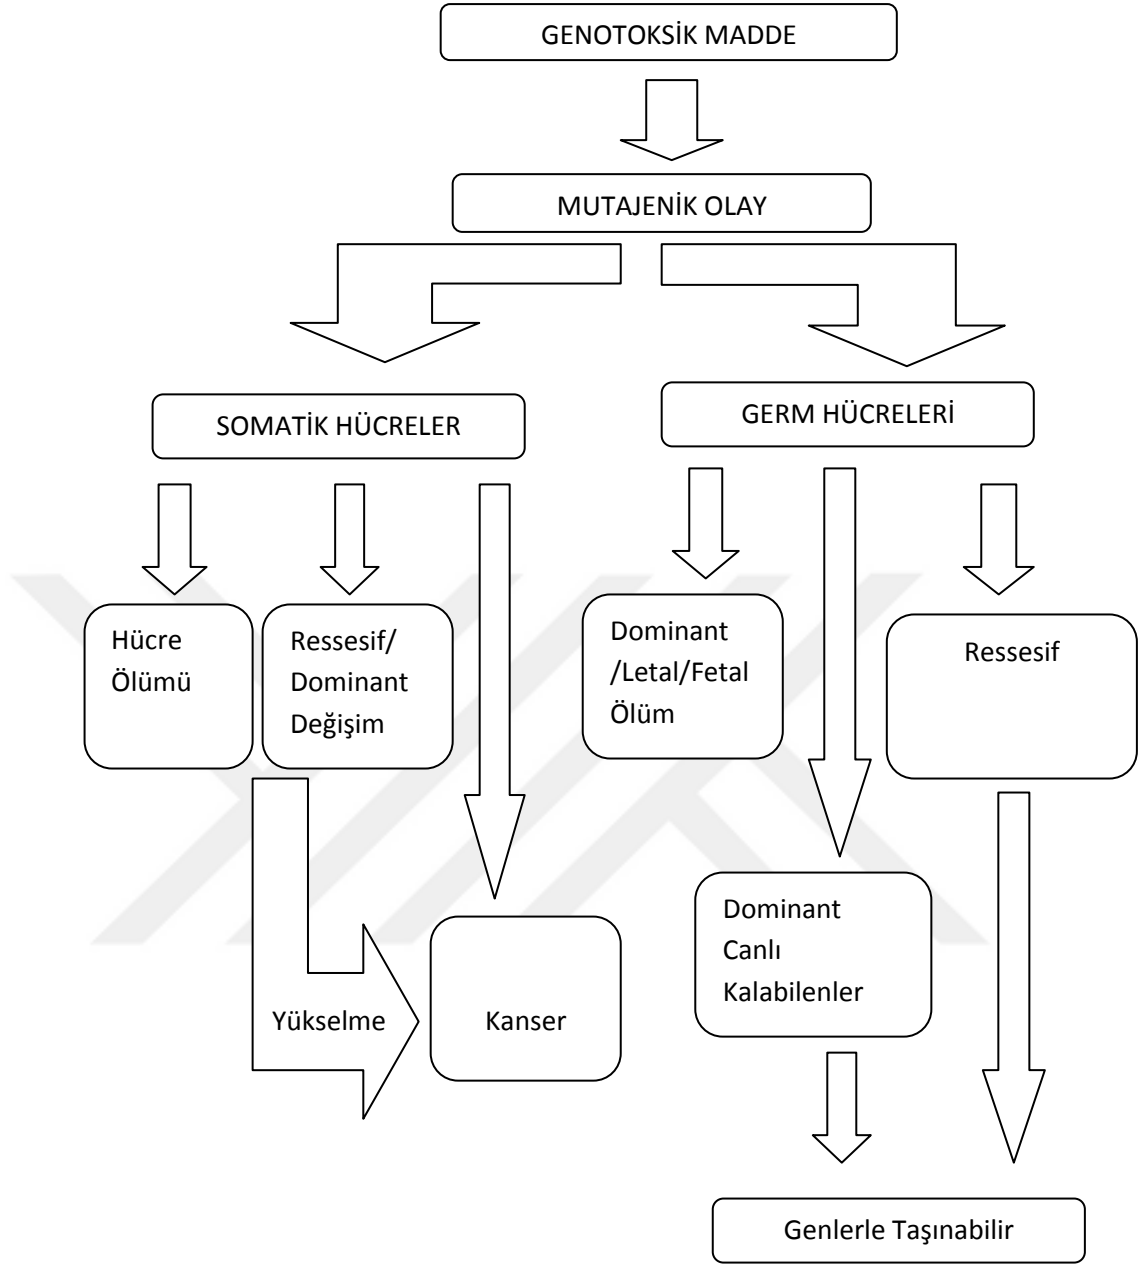 GENOTOKSİK MADDE
MUTAJENİK OLAY
SOMATİK HÜCRELER
GERM HÜCRELERİ
Hücre
Ölümü
Ressesif/
Dominant
Değişim
Dominant
/Letal/Fetal
Ölüm
Ressesif
Dominant
Canlı
Kalabilenler
Yükselme
Kanser
Genlerle Taşınabilir